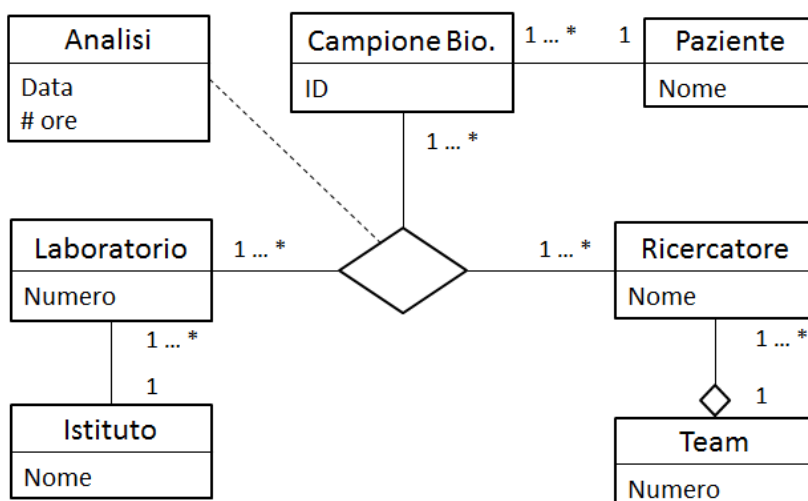 Analisi
Data
# ore
Campione Bio.
ID
1 ... *
1
Paziente
Nome
1 ... *
Laboratorio
Numero
1 ... *
1 ... *
Ricercatore
Nome
1 ... *
1
Istituto
Nome
1 ... *
1
Team
Numero